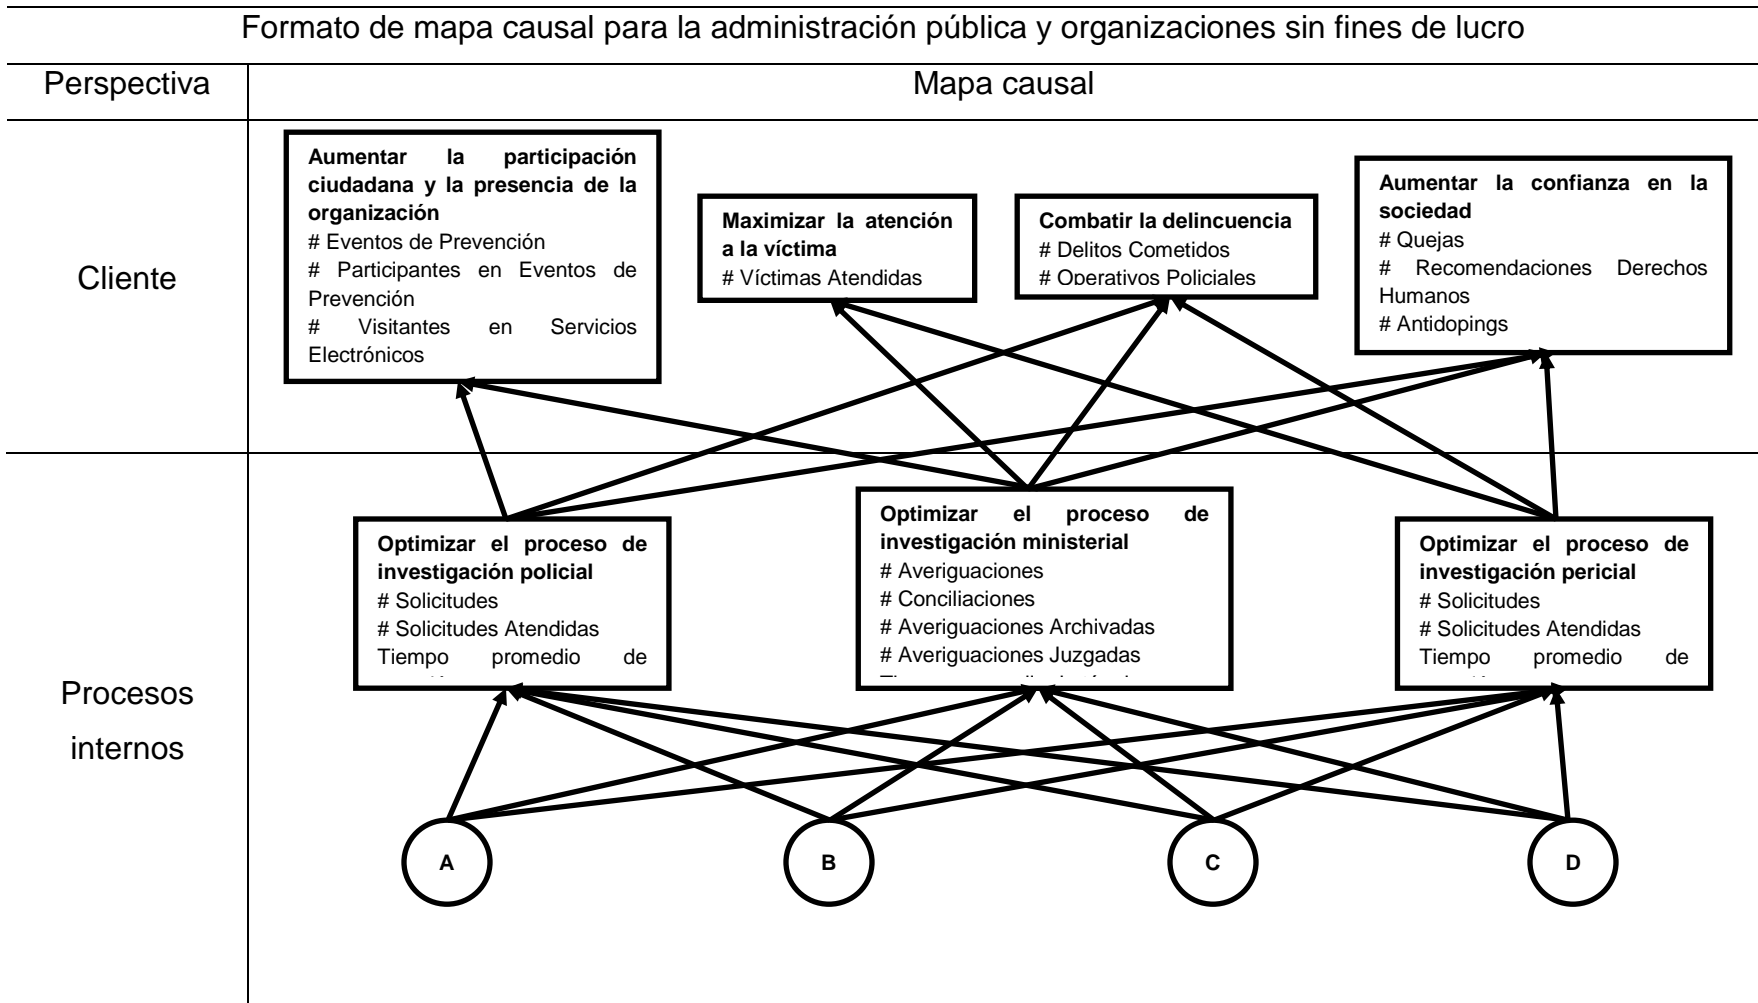 Formato de mapa causal para la administración pública y organizaciones sin fines de lucro
Perspectiva
Mapa causal
Cliente
Aumentar la participación
ciudadana y la presencia de la
organización
# Eventos de Prevención
# Participantes en Eventos de
Prevención
# Visitantes en Servicios
Electrónicos
Maximizar la atención
a la víctima
# Víctimas Atendidas
Combatir la delincuencia
# Delitos Cometidos
# Operativos Policiales
Aumentar la confianza en la
sociedad
# Quejas
# Recomendaciones Derechos
Humanos
# Antidopings
Procesos
internos
Optimizar el proceso de
investigación policial
# Solicitudes
# Solicitudes Atendidas
Tiempo promedio de
Optimizar el proceso de
investigación ministerial
# Averiguaciones
# Conciliaciones
# Averiguaciones Archivadas
# Averiguaciones Juzgadas
Optimizar el proceso de
investigación pericial
# Solicitudes
# Solicitudes Atendidas
Tiempo promedio de
A
B
C
D